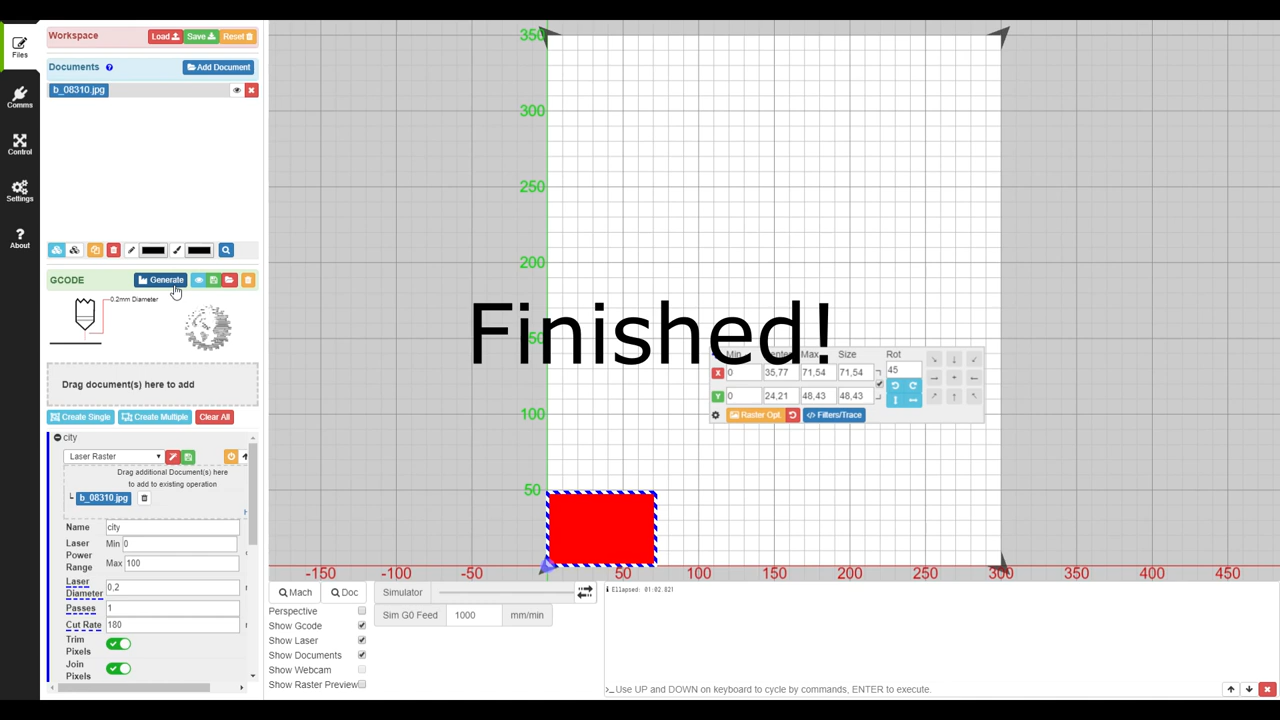 Files
Comms
Control
Settings
? About
Workspace
Load
Save
Reset
Documents
Add Document
b_08310.jpg
GCODE
Generate
0.2mm Diameter
Drag document(s) here to add
Create Single
Create Multiple
Clear All
city
Laser Raster
Drag additional Document(s) here
to add to existing operation
b_08310.jpg
Name city
Laser Power Range Min 0
Max 100
Laser Diameter 0,2
Passes 1
Cut Rate 180
Trim Pixels
Join Pixels
350
300
250
200
100
50
-150 -100 -50 50 100 150 200 250 300 350 400 450
Finished!
Min Max Size Rot
X 0 35,77 71,54 71,54 45
Y 0 24,21 48,43 48,43
Raster Opt.
Filters/Trace
Mach
Doc
Perspective
Show Gcode
Show Laser
Show Documents
Show Webcam
Show Raster Preview
Simulator
Sim G0 Feed 1000 mm/min
Ellapsed: 01:02.821
>_ Use UP and DOWN on keyboard to cycle by commands, ENTER to execute.